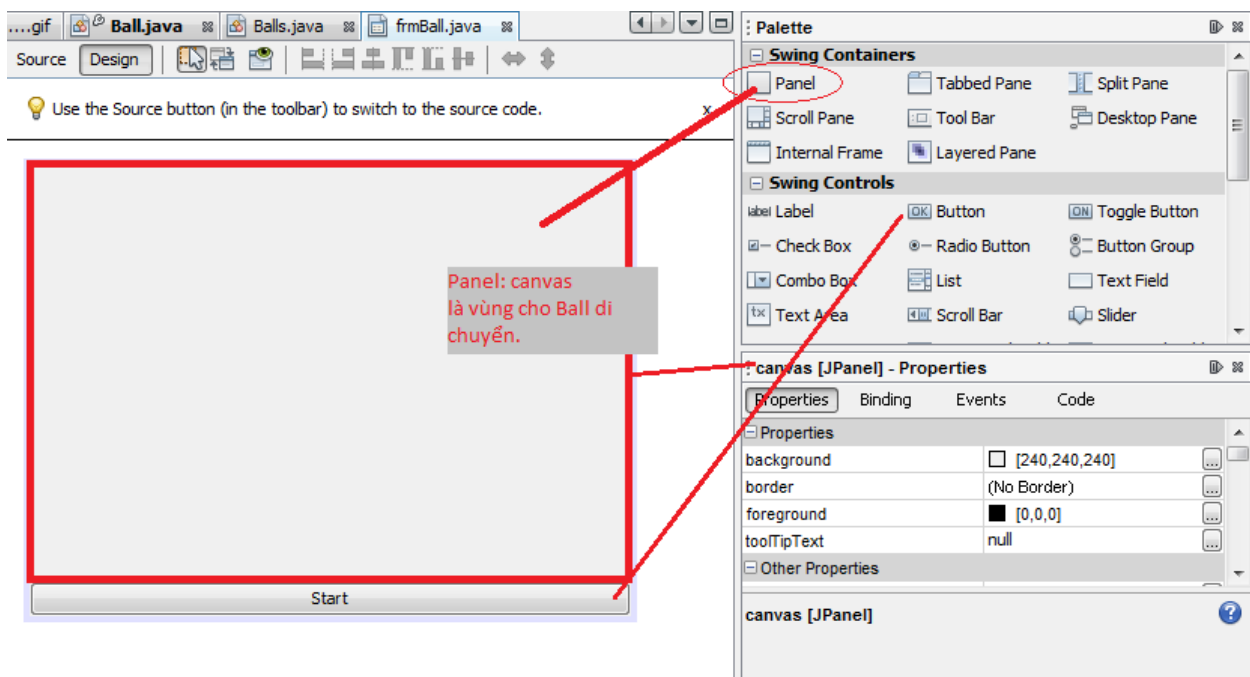 ....gif Ball.java Balls.java frmBall.java
Source Design
Use the Source button (in the toolbar) to switch to the source code. x
Panel: canvas
là vùng cho Ball di
chuyển.
Start
Palette
Swing Containers
Panel Tabbed Pane Split Pane
Scroll Pane Tool Bar Desktop Pane
Internal Frame Layered Pane
Swing Controls
label Label OK Button ON Toggle Button
Check Box Radio Button Button Group
Combo Box List Text Field
tx Text Area Scroll Bar Slider
canvas [JPanel] - Properties
Properties Binding Events Code
Properties
background [240,240,240] ...
border (No Border) ...
foreground [0,0,0] ...
toolTipText null ...
Other Properties
canvas [JPanel] ?